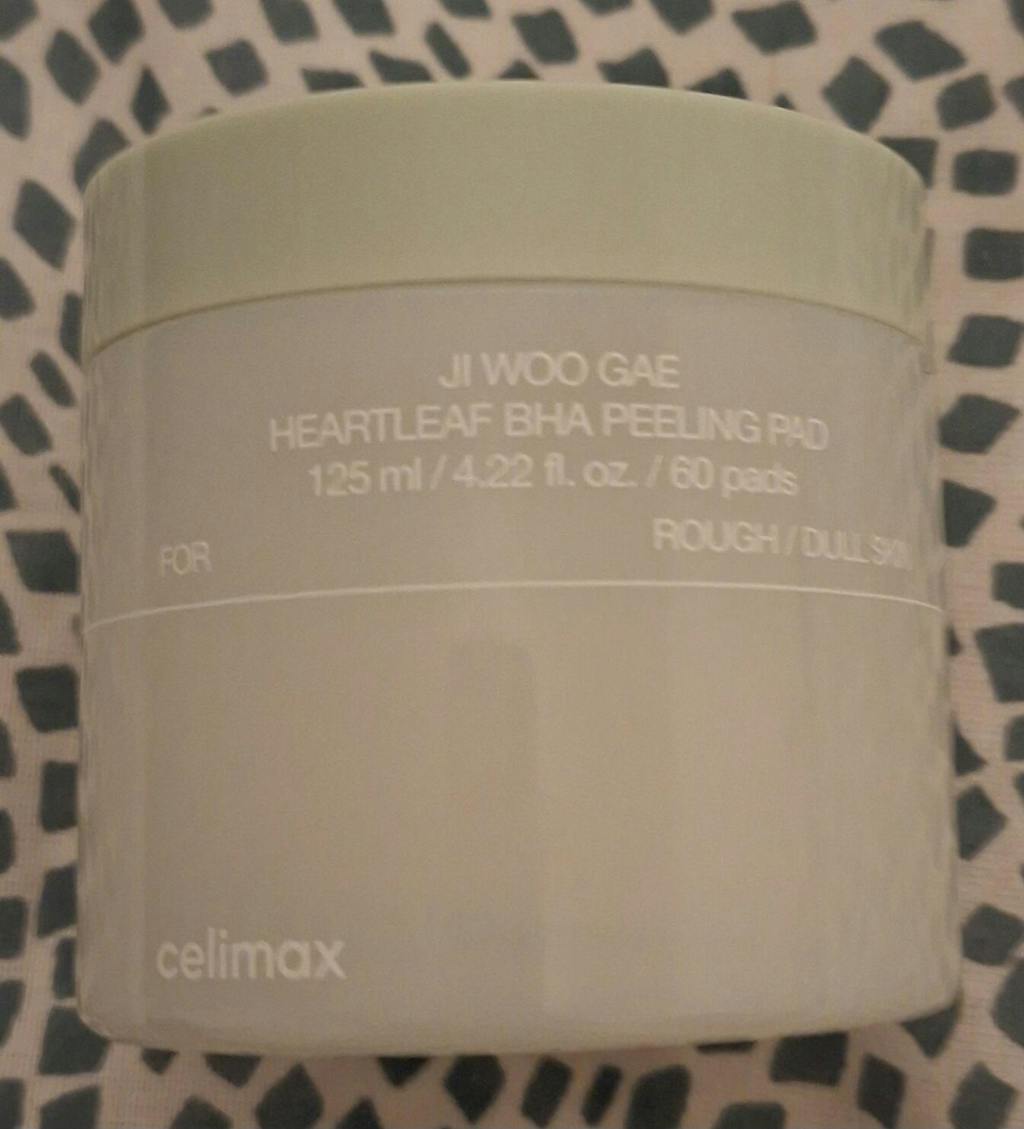 JI WOO GAE
HEARTLEAF BHA PEELING PAD
125 ml / 4.22 fl. oz. / 60 pads
FOR ROUGH / DULL SKIN
celimax